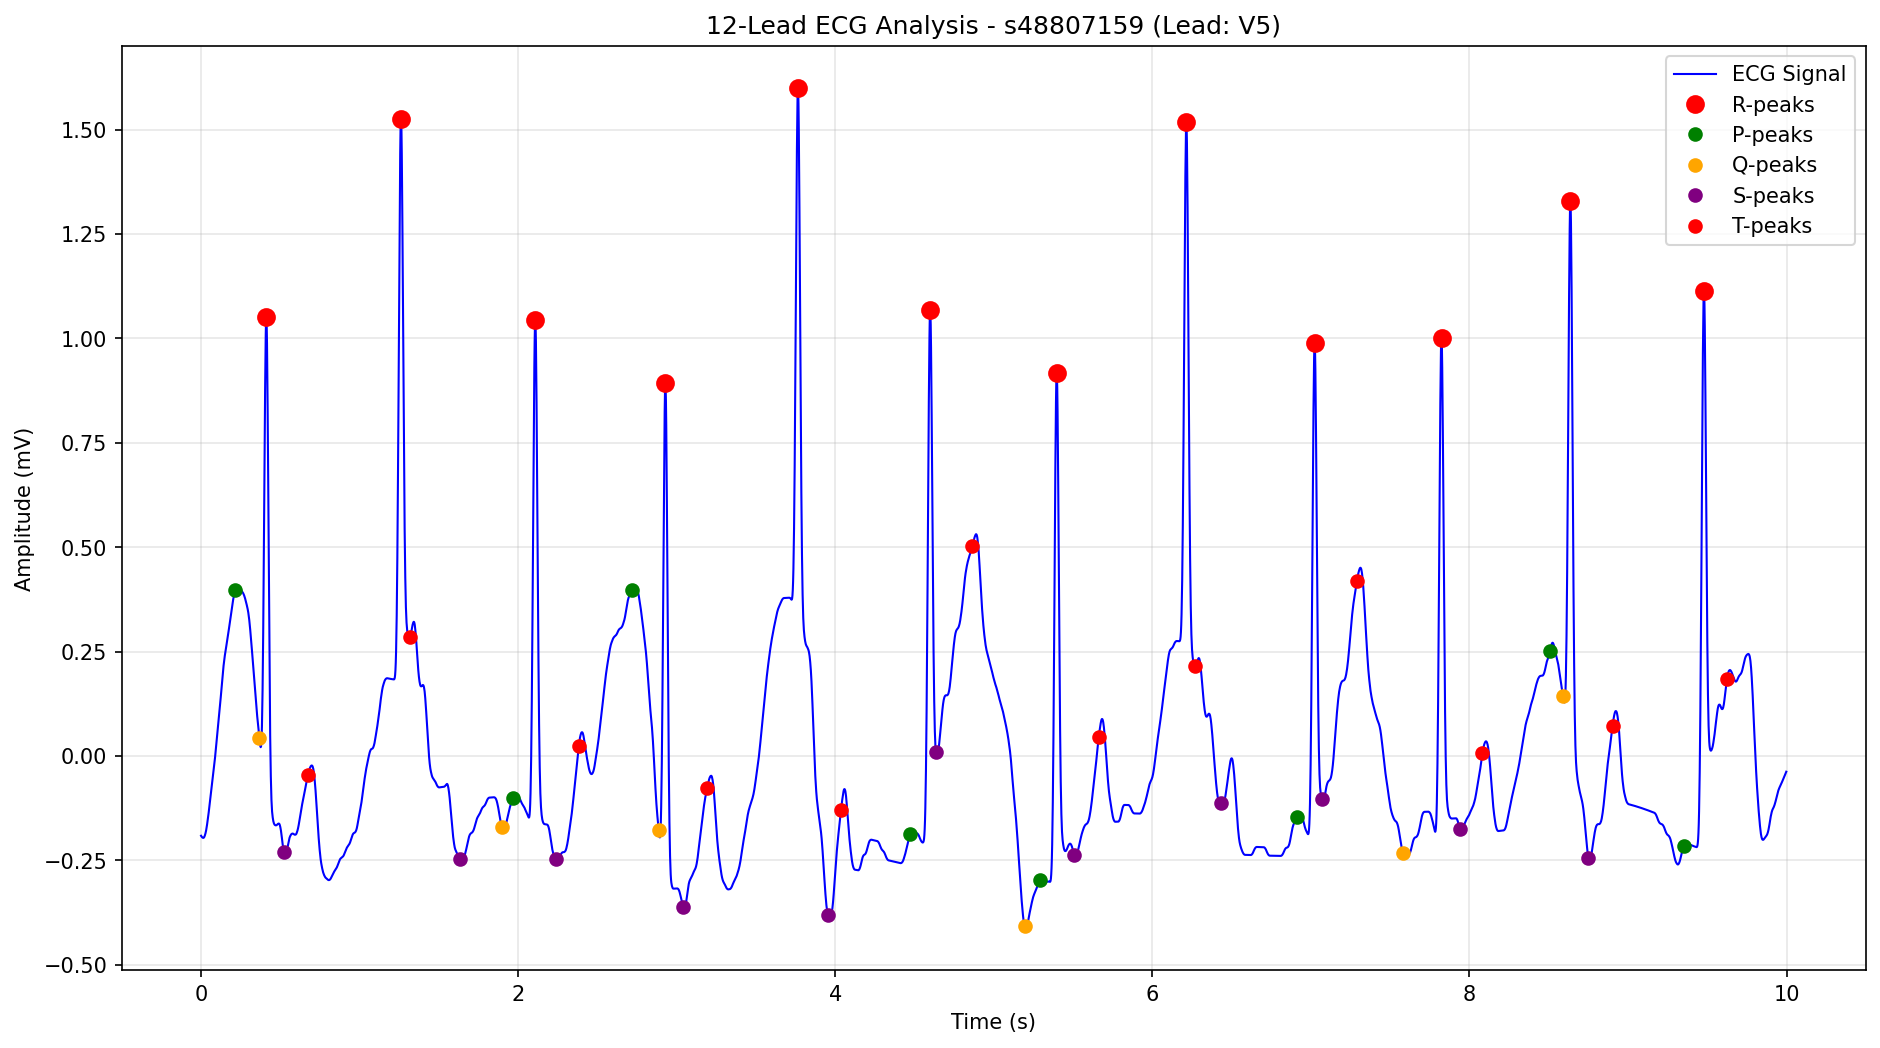 12-Lead ECG Analysis - s48807159 (Lead: V5)
ECG Signal
R-peaks
P-peaks
Q-peaks
S-peaks
T-peaks
Amplitude (mV)
1.50
1.25
1.00
0.75
0.50
0.25
0.00
−0.25
−0.50
0 2 4 6 8 10
Time (s)